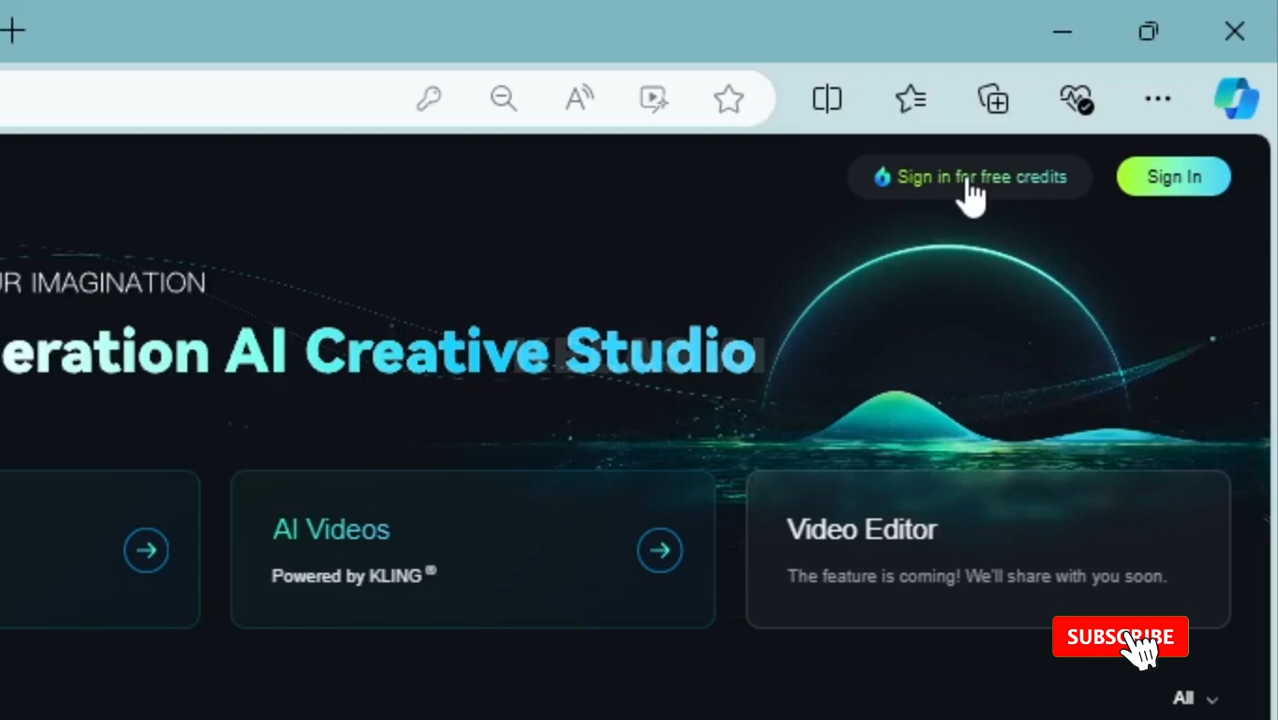 Sign in for free credits
Sign In
UR IMAGINATION
eration AI Creative Studio
AI Videos
Powered by KLING®
Video Editor
The feature is coming! We'll share with you soon.
SUBSCRIBE
All